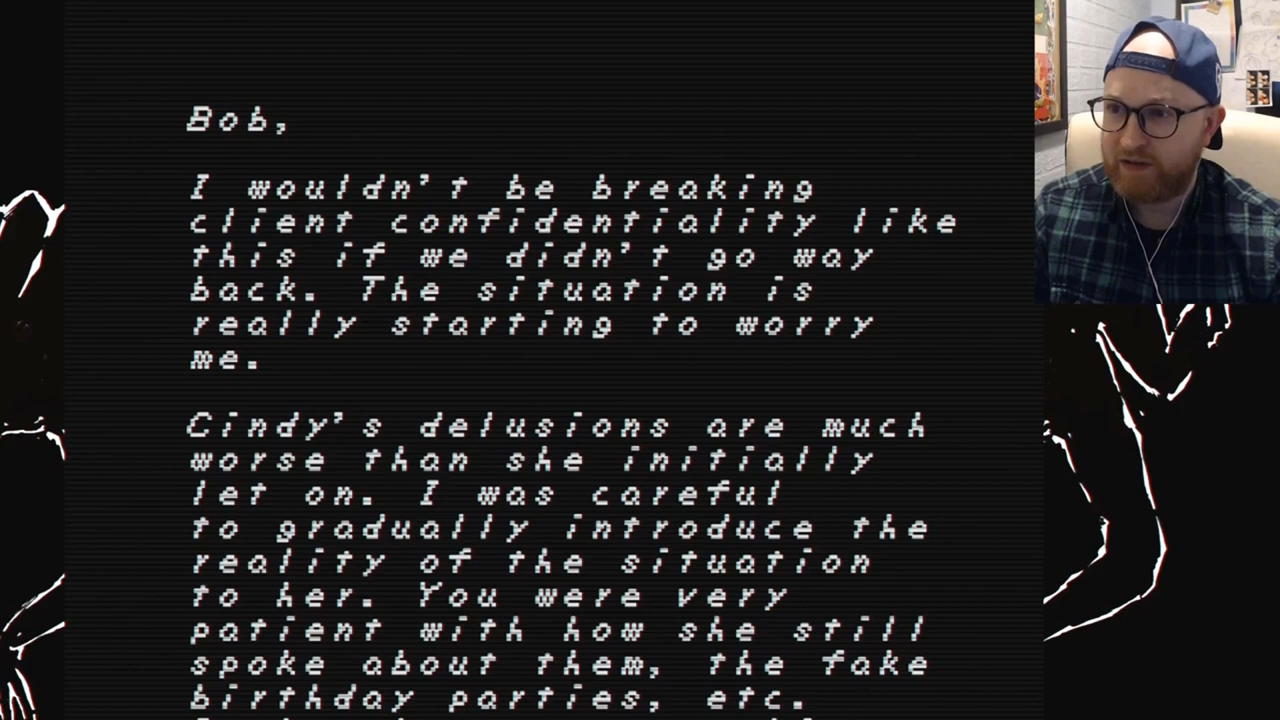 Bob,
I wouldn't be breaking
client confidentiality like
this if we didn't go way
back. The situation is
really starting to worry
me.
Cindy's delusions are much
worse than she initially
let on. I was careful
to gradually introduce the
reality of the situation
to her. You were very
patient with how she still
spoke about them, the fake
birthday parties, etc.